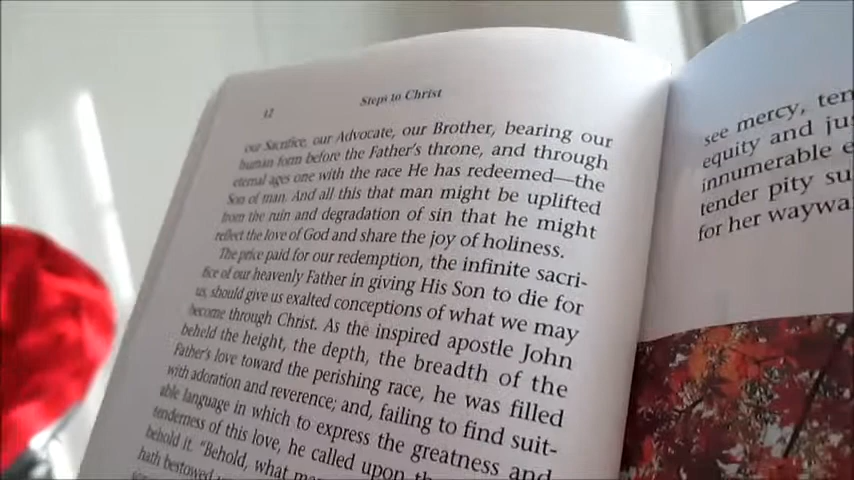 12 Steps to Christ
our Sacrifice, our Advocate, our Brother, bearing our
human form before the Father's throne, and through
eternal ages one with the race He has redeemed—the
Son of man. And all this that man might be uplifted
from the ruin and degradation of sin that he might
reflect the love of God and share the joy of holiness.
The price paid for our redemption, the infinite sacri-
fice of our heavenly Father in giving His Son to die for
us, should give us exalted conceptions of what we may
become through Christ. As the inspired apostle John
beheld the height, the depth, the breadth of the
Father's love toward the perishing race, he was filled
with adoration and reverence; and, failing to find suit-
able language in which to express the greatness and
tenderness of this love, he called upon the
behold it. "Behold, what
hath bestowed
see mercy,
equity, and
innumerable
tender pity
for her